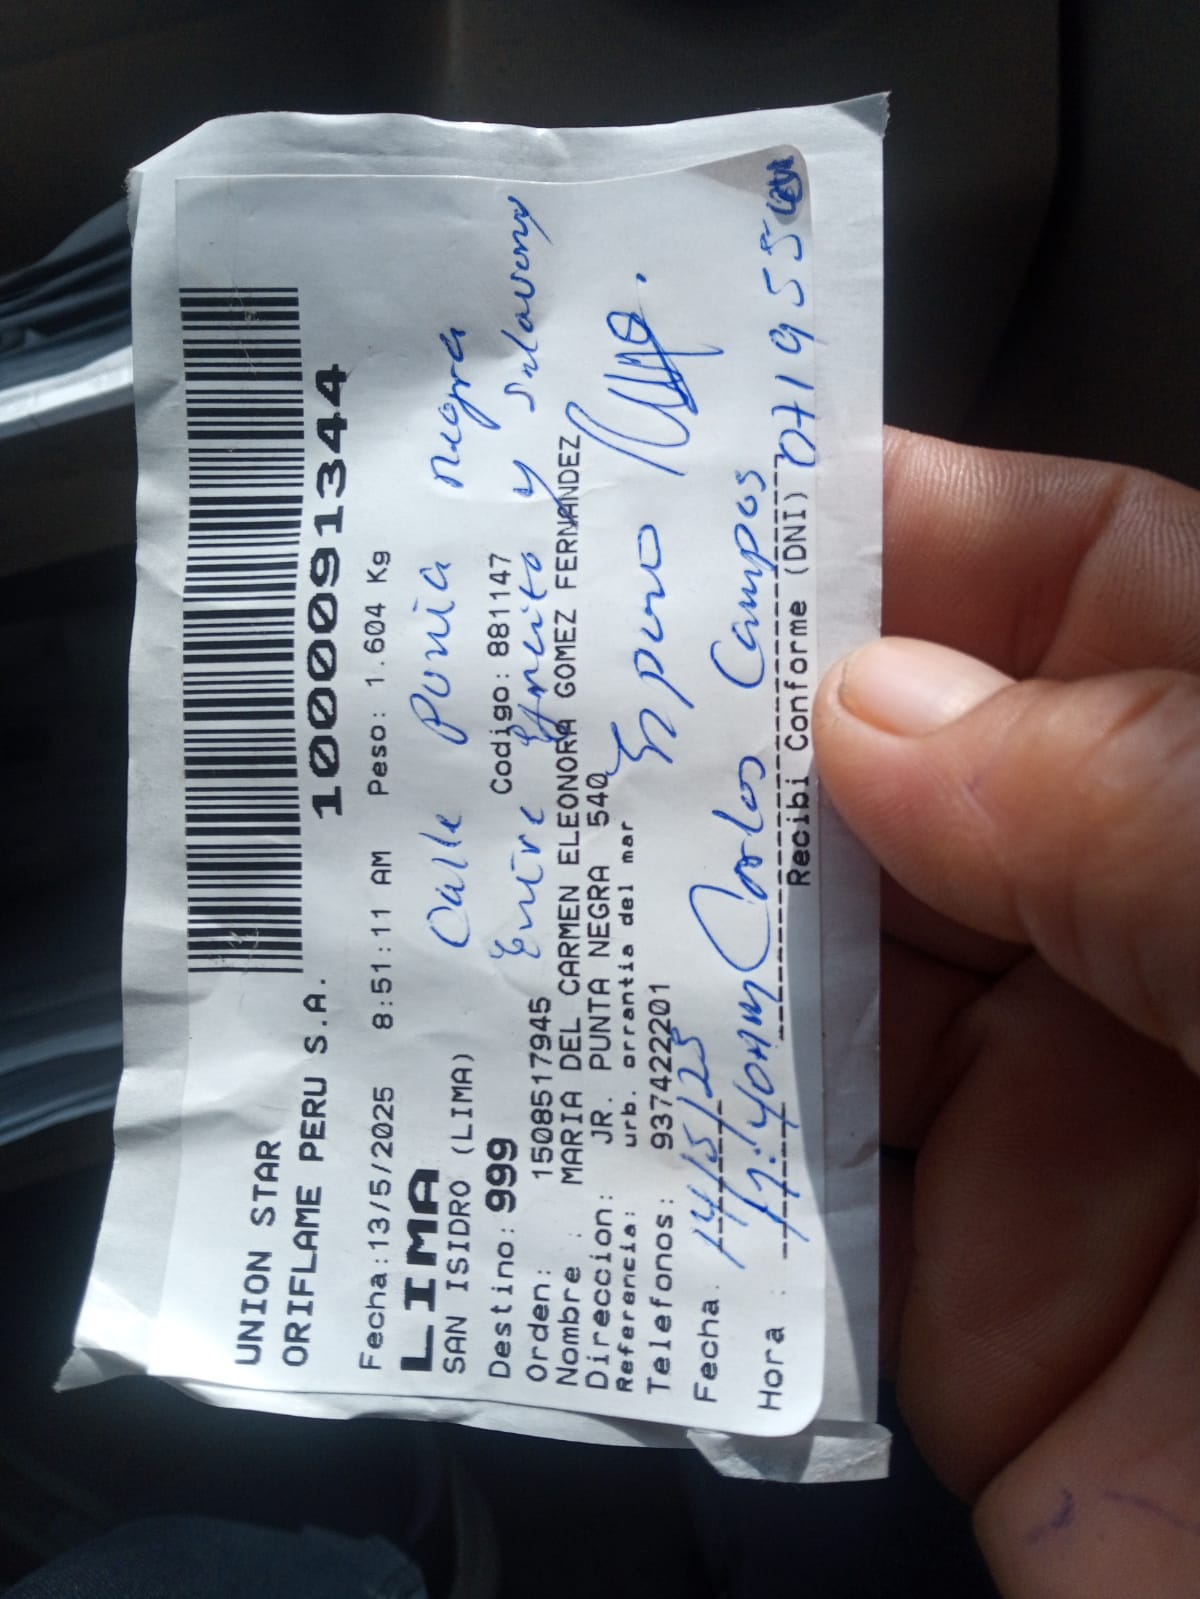 UNION STAR
ORIFLAME PERU S.A. 1000091344
Fecha:13/5/2025 8:51:11 AM Peso: 1.604 Kg
LIMA
Calle Punta negra
SAN ISIDRO (LIMA)
Destino: 999 Codigo: 881147
Entre Ejercito y Salaverry
Orden: 1508517945
Nombre : MARIA DEL CARMEN ELEONORA GOMEZ FERNANDEZ
Direccion: JR. PUNTA NEGRA 540
Referencia: urb. orrantia del mar
Esposo
Telefonos: 937422201
Fecha: 14/5/25
Carlos Campos
Hora :
Recibi Conforme (DNI)